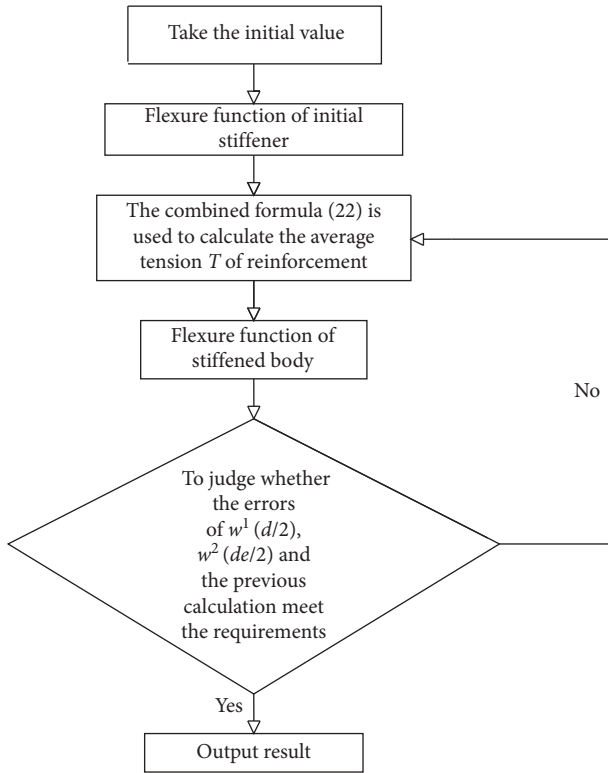 Take the initial value
Flexure function of initial
stiffener
The combined formula (22) is
used to calculate the average
tension T of reinforcement
Flexure function of
stiffened body
No
To judge whether
the errors
of w¹ (d/2),
w² (de/2) and
the previous
calculation meet
the requirements
Yes
Output result